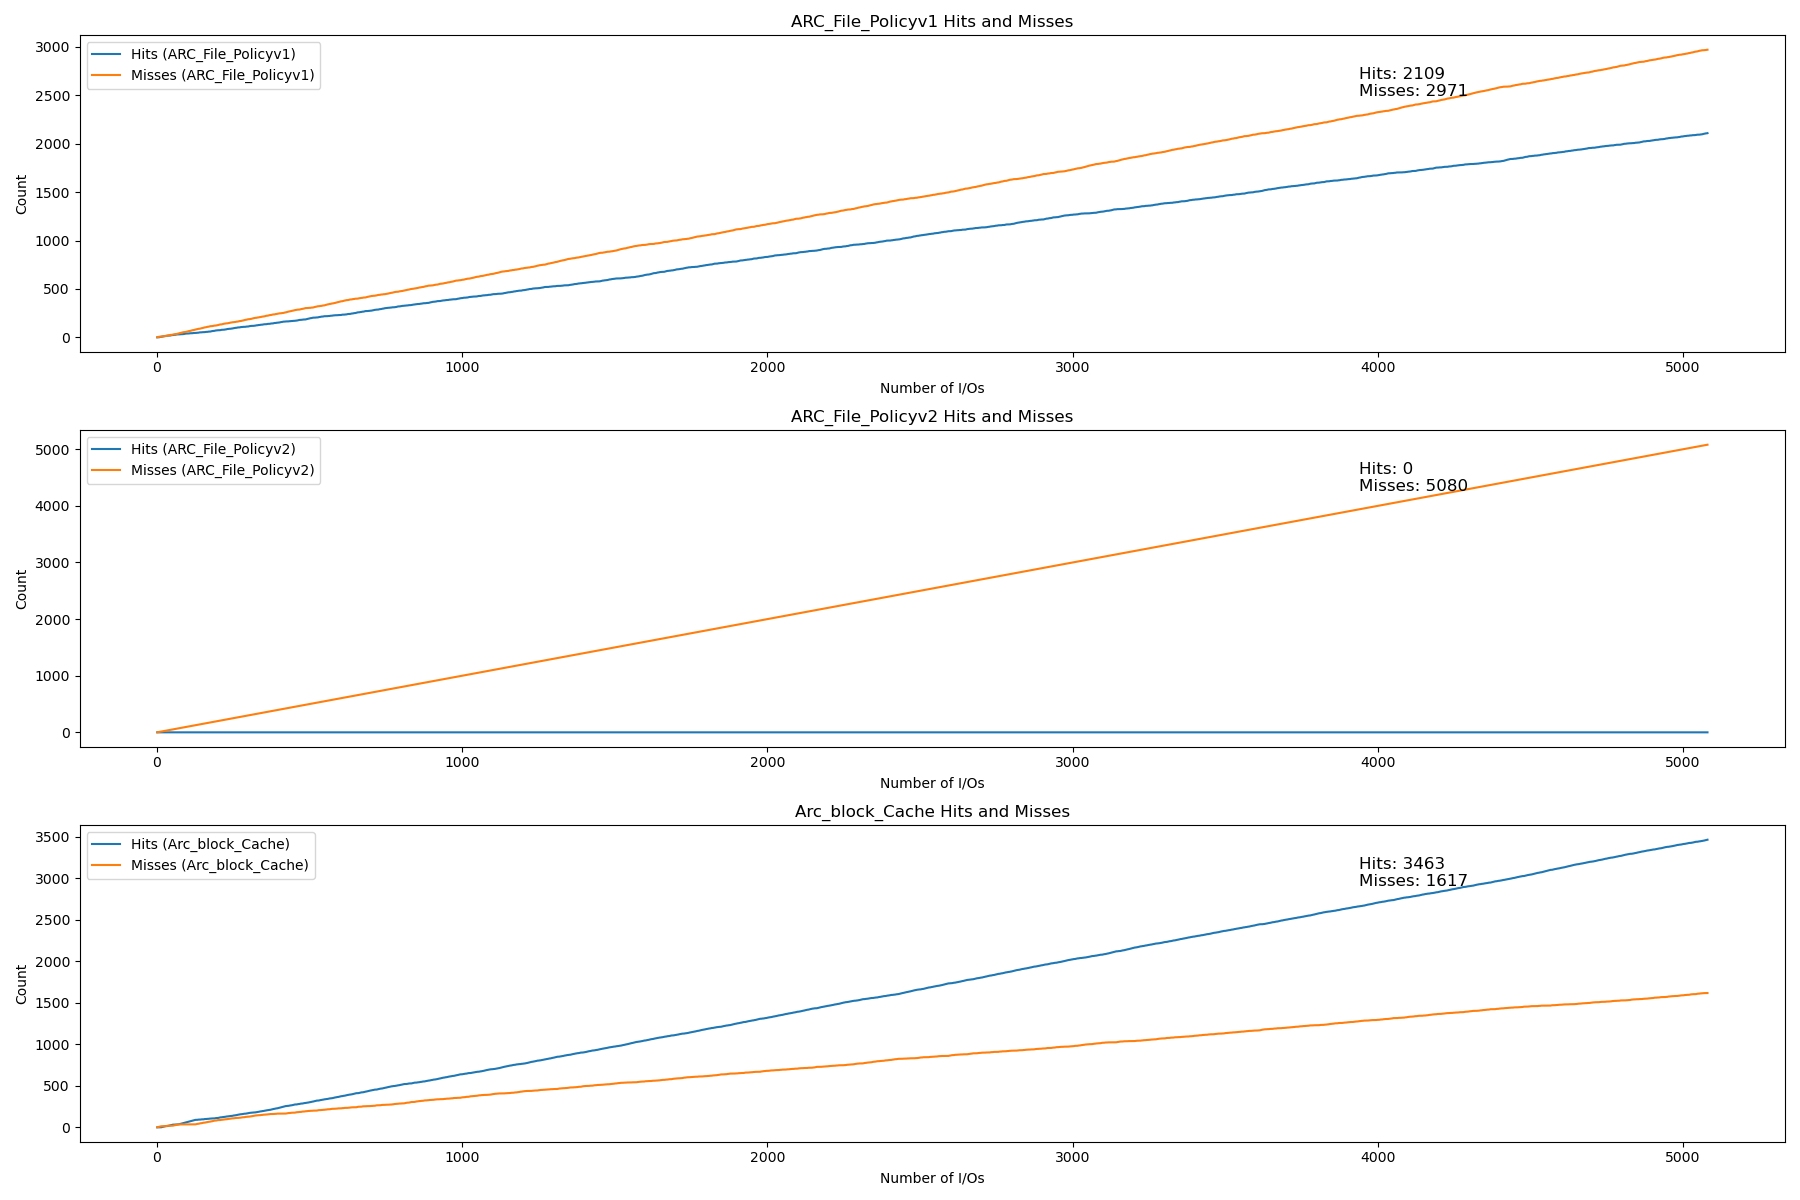 ARC_File_Policyv1 Hits and Misses
Hits (ARC_File_Policyv1)
Misses (ARC_File_Policyv1)
Hits: 2109
Misses: 2971
3000
2500
2000
1500
1000
500
0
Count
0 1000 2000 3000 4000 5000
Number of I/Os
ARC_File_Policyv2 Hits and Misses
Hits (ARC_File_Policyv2)
Misses (ARC_File_Policyv2)
Hits: 0
Misses: 5080
5000
4000
3000
2000
1000
0
Count
0 1000 2000 3000 4000 5000
Number of I/Os
Arc_block_Cache Hits and Misses
Hits (Arc_block_Cache)
Misses (Arc_block_Cache)
Hits: 3463
Misses: 1617
3500
3000
2500
2000
1500
1000
500
0
Count
0 1000 2000 3000 4000 5000
Number of I/Os